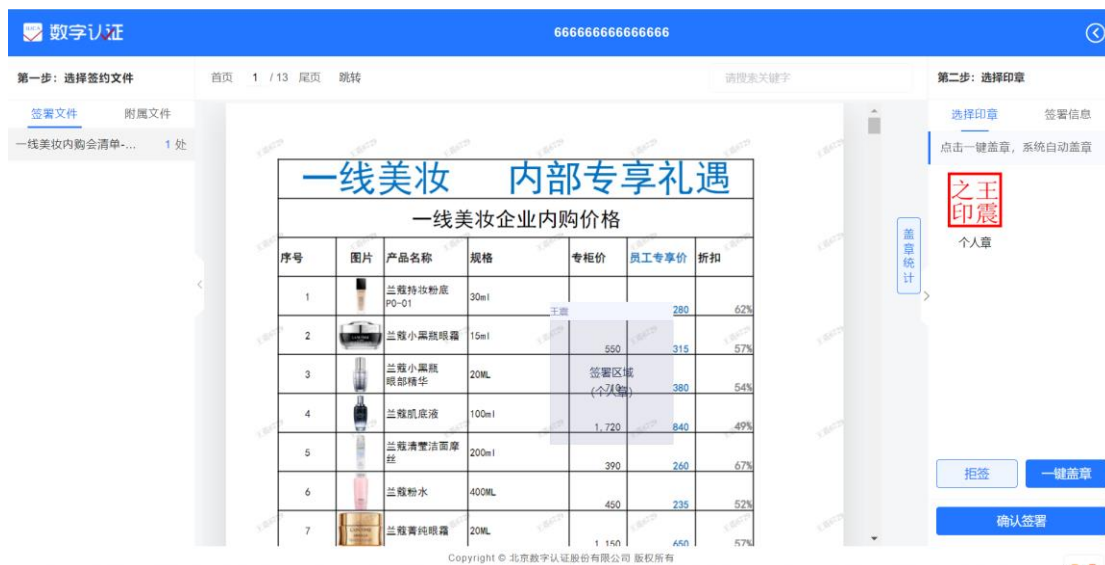 数字认证
666666666666666
第一步：选择签约文件
首页 1 / 13 尾页 跳转
请搜索关键字
第二步：选择印章
签署文件 附属文件
选择印章 签署信息
一线美妆内购会清单-... 1 处
点击一键盖章，系统自动盖章
一线美妆 内部专享礼遇
一线美妆企业内购价格
序号 图片 产品名称 规格 专柜价 员工专享价 折扣
1 兰蔻持妆粉底 PO-01 30ml 280 62%
2 兰蔻小黑瓶眼霜 15ml 550 315 57%
3 兰蔻小黑瓶 眼部精华 20ML 710 380 54%
4 兰蔻肌底液 100ml 1,720 840 49%
5 兰蔻清莹洁面摩丝 200ml 390 260 67%
6 兰蔻粉水 400ML 450 235 52%
7 兰蔻菁纯眼霜 20ML 1,150 650 57%
王震
签署区域
(个人章)
盖章统计
王震之印
个人章
拒签 一键盖章
确认签署
Copyright © 北京数字认证股份有限公司 版权所有